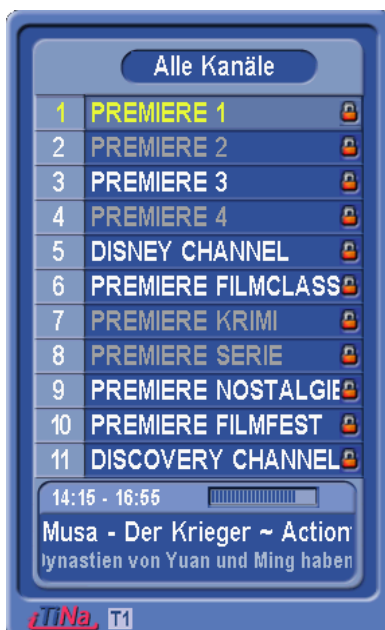 Alle Kanäle
1 PREMIERE 1
2 PREMIERE 2
3 PREMIERE 3
4 PREMIERE 4
5 DISNEY CHANNEL
6 PREMIERE FILMCLASS
7 PREMIERE KRIMI
8 PREMIERE SERIE
9 PREMIERE NOSTALGIE
10 PREMIERE FILMFEST
11 DISCOVERY CHANNEL
14:15 - 16:55
Musa - Der Krieger ~ Action
ynastien von Yuan und Ming haben
iTiNa, T1